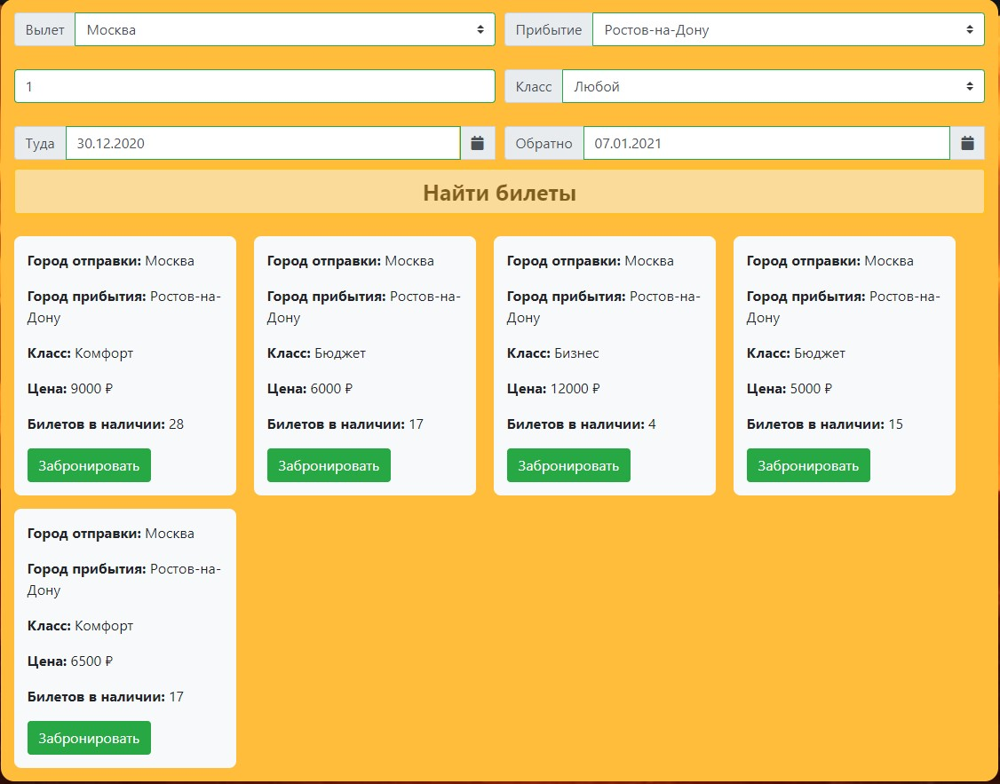 Вылет Москва
Прибытие Ростов-на-Дону
1
Класс Любой
Туда 30.12.2020
Обратно 07.01.2021
Найти билеты
Город отправки: Москва
Город прибытия: Ростов-на-
Дону
Класс: Комфорт
Цена: 9000 ₽
Билетов в наличии: 28
Забронировать
Город отправки: Москва
Город прибытия: Ростов-на-
Дону
Класс: Бюджет
Цена: 6000 ₽
Билетов в наличии: 17
Забронировать
Город отправки: Москва
Город прибытия: Ростов-на-
Дону
Класс: Бизнес
Цена: 12000 ₽
Билетов в наличии: 4
Забронировать
Город отправки: Москва
Город прибытия: Ростов-на-
Дону
Класс: Бюджет
Цена: 5000 ₽
Билетов в наличии: 15
Забронировать
Город отправки: Москва
Город прибытия: Ростов-на-
Дону
Класс: Комфорт
Цена: 6500 ₽
Билетов в наличии: 17
Забронировать